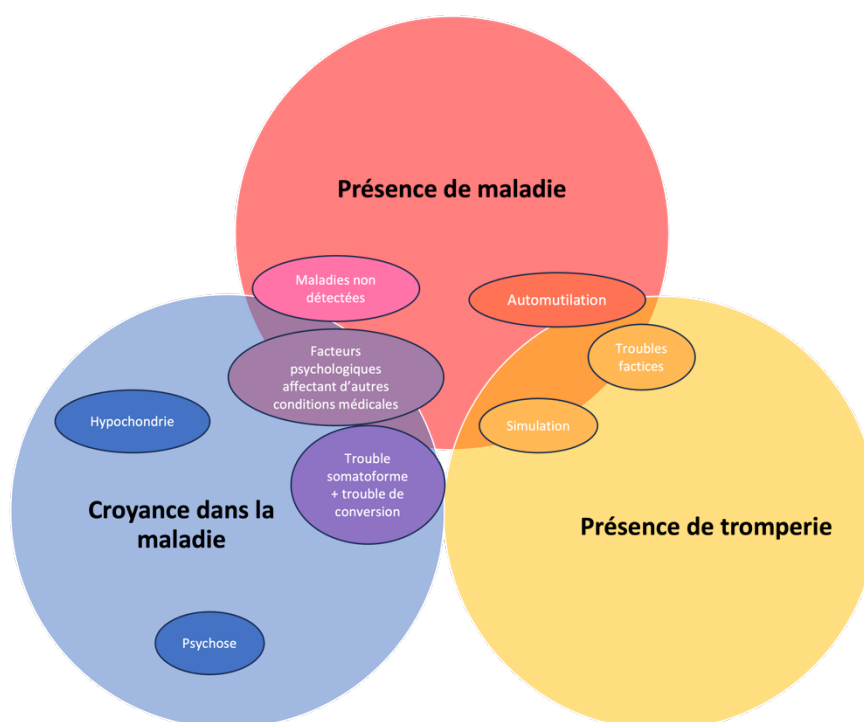 Présence de maladie
Maladies non
détectées
Automutilation
Troubles
factices
Facteurs
psychologiques
affectant d’autres
conditions médicales
Hypochondrie
Simulation
Trouble
somatoforme
+ trouble de
conversion
Croyance dans la
maladie
Présence de tromperie
Psychose